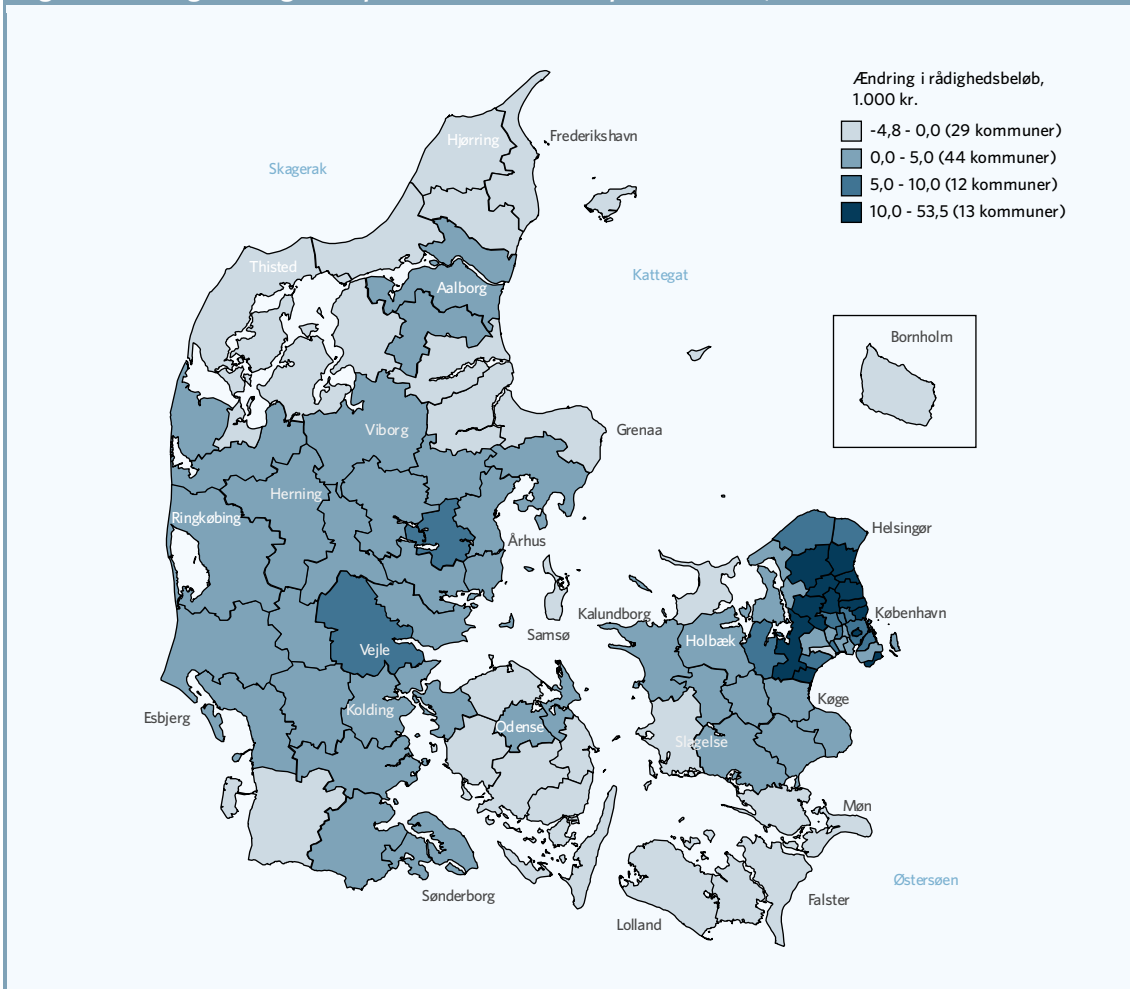 Ændring i rådighedsbeløb,
1.000 kr.
-4,8 - 0,0 (29 kommuner)
0,0 - 5,0 (44 kommuner)
5,0 - 10,0 (12 kommuner)
10,0 - 53,5 (13 kommuner)
Hjørring
Frederikshavn
Skagerak
Thisted
Kattegat
Aalborg
Bornholm
Viborg
Grenaa
Herning
Ringkøbing
Helsingør
Århus
Kalundborg
København
Samsø
Holbæk
Vejle
Køge
Kolding
Esbjerg
Odense
Slagelse
Møn
Østersøen
Sønderborg
Falster
Lolland